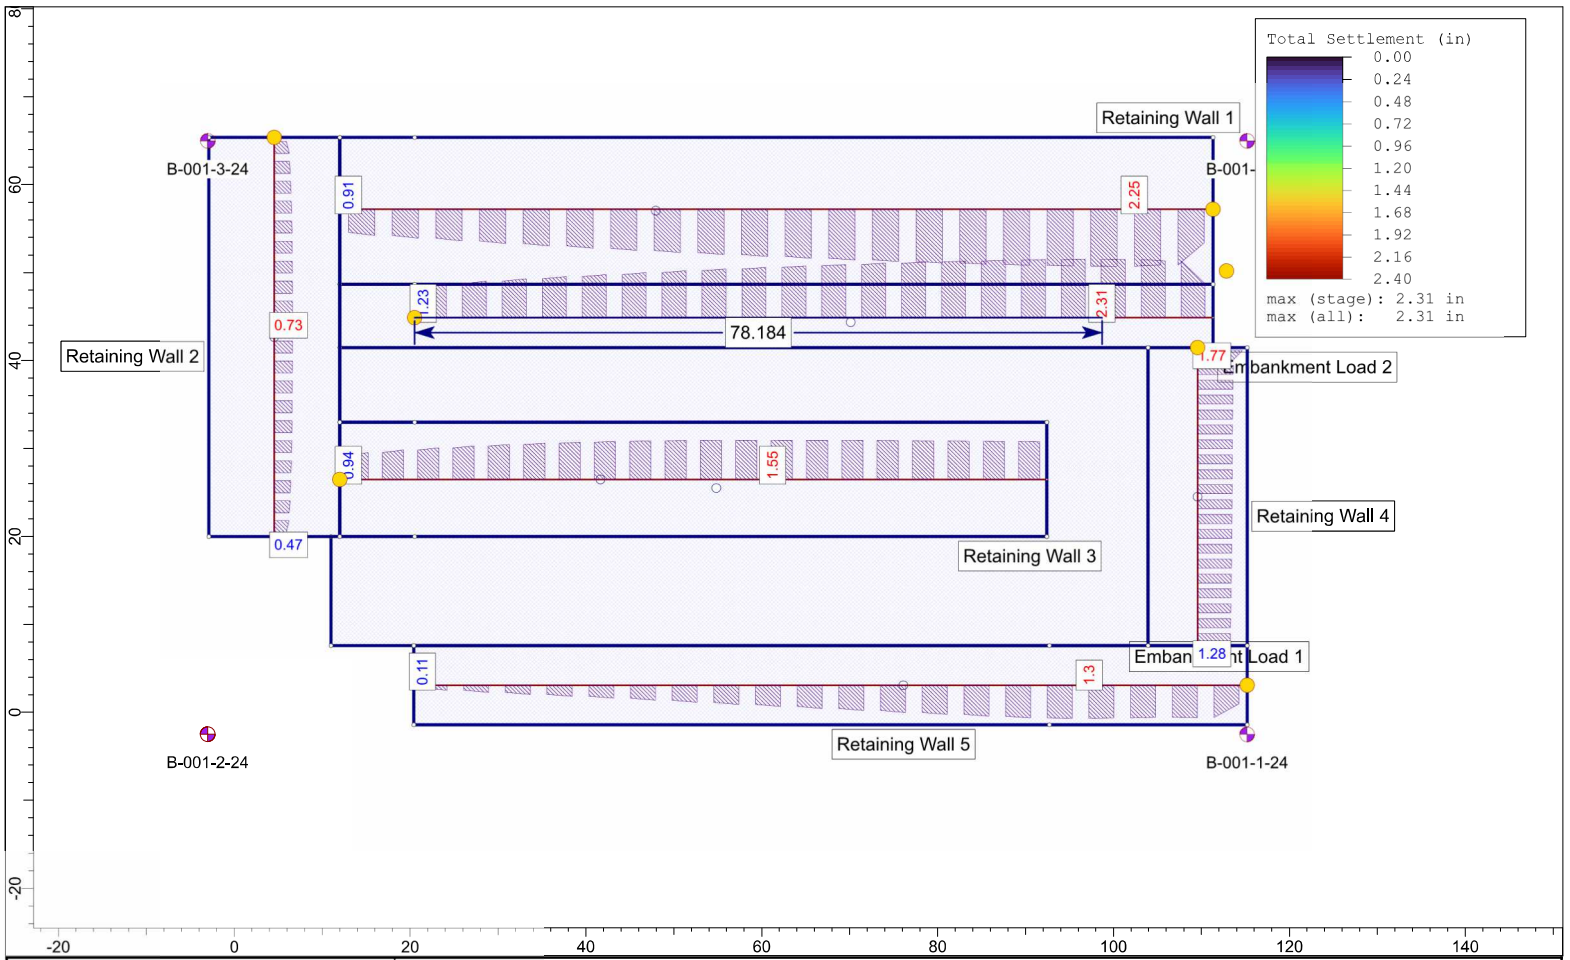 80
60
40
20
0
-20
-20
0
20
40
60
80
100
120
140
Total Settlement (in)
0.00
0.24
0.48
0.72
0.96
1.20
1.44
1.68
1.92
2.16
2.40
max (stage): 2.31 in
max (all): 2.31 in
Retaining Wall 1
B-001-3-24
B-001-
0.91
2.25
1.23
2.31
78.184
0.73
Retaining Wall 2
1.77
Embankment Load 2
0.94
1.55
Retaining Wall 4
0.47
Retaining Wall 3
Embankment Load 1
1.28
0.11
1.3
Retaining Wall 5
B-001-2-24
B-001-1-24